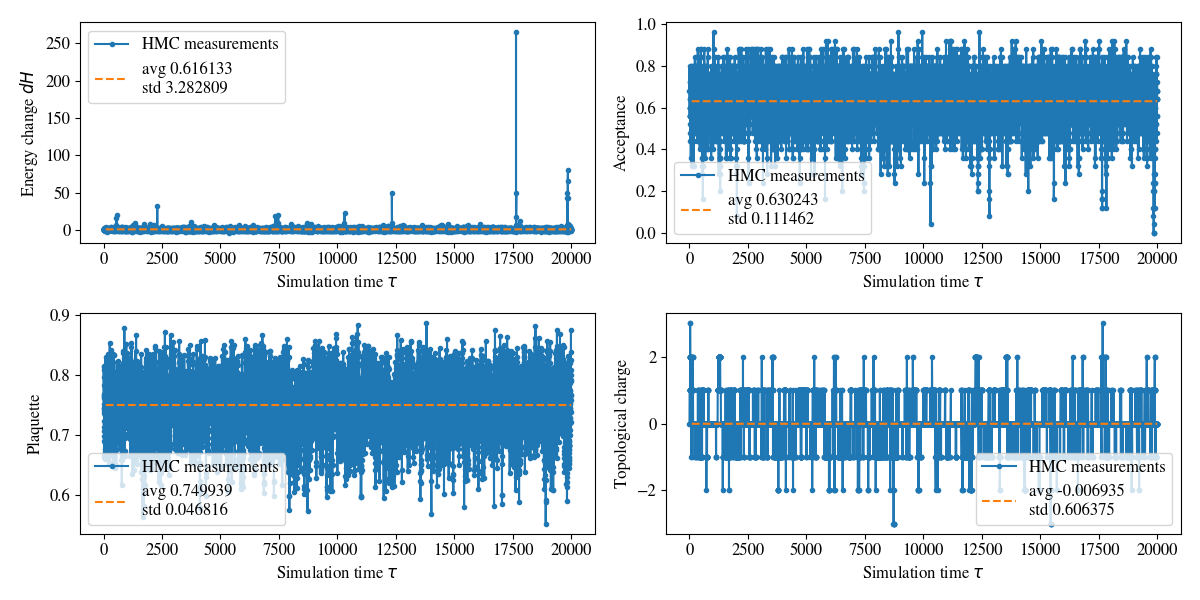 HMC measurements
avg 0.616133
std 3.282809
Energy change dH
250
200
150
100
50
0
0 2500 5000 7500 10000 12500 15000 17500 20000
Simulation time τ
HMC measurements
avg 0.630243
std 0.111462
Acceptance
1.0
0.8
0.6
0.4
0.2
0.0
0 2500 5000 7500 10000 12500 15000 17500 20000
Simulation time τ
HMC measurements
avg 0.749939
std 0.046816
Plaquette
0.9
0.8
0.7
0.6
0 2500 5000 7500 10000 12500 15000 17500 20000
Simulation time τ
HMC measurements
avg -0.006935
std 0.606375
Topological charge
2
0
−2
0 2500 5000 7500 10000 12500 15000 17500 20000
Simulation time τ